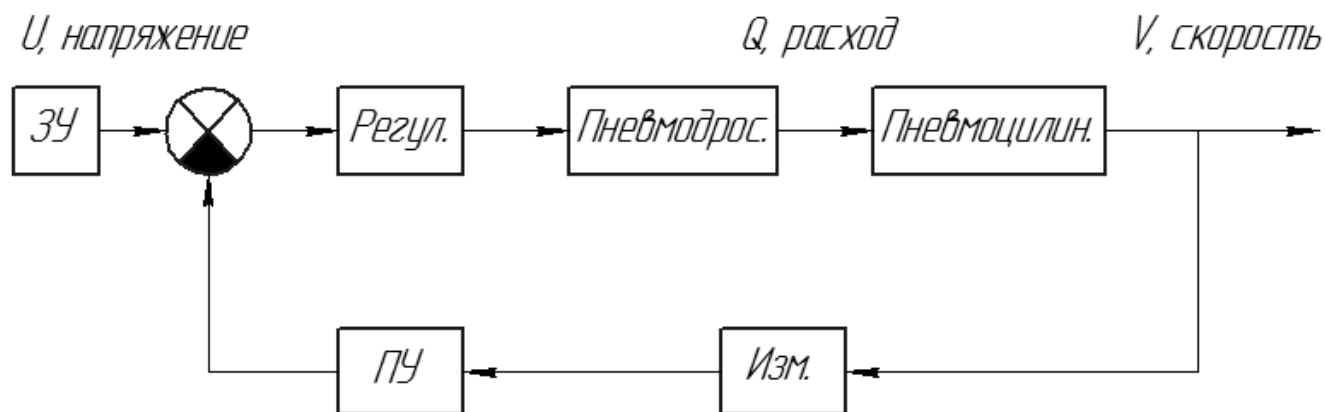 U, напряжение
Q, расход
V, скорость
ЗУ
Регул.
Пневмодрос.
Пневмоцилин.
ПУ
Изм.